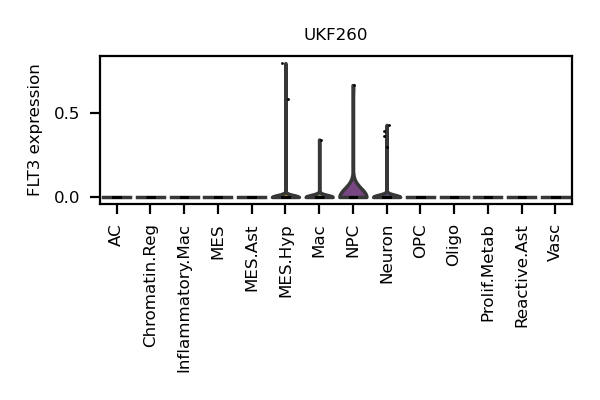 UKF260
FLT3 expression
0.5
0.0
AC
Chromatin.Reg
Inflammatory.Mac
MES
MES.Ast
MES.Hyp
Mac
NPC
Neuron
OPC
Oligo
Prolif.Metab
Reactive.Ast
Vasc